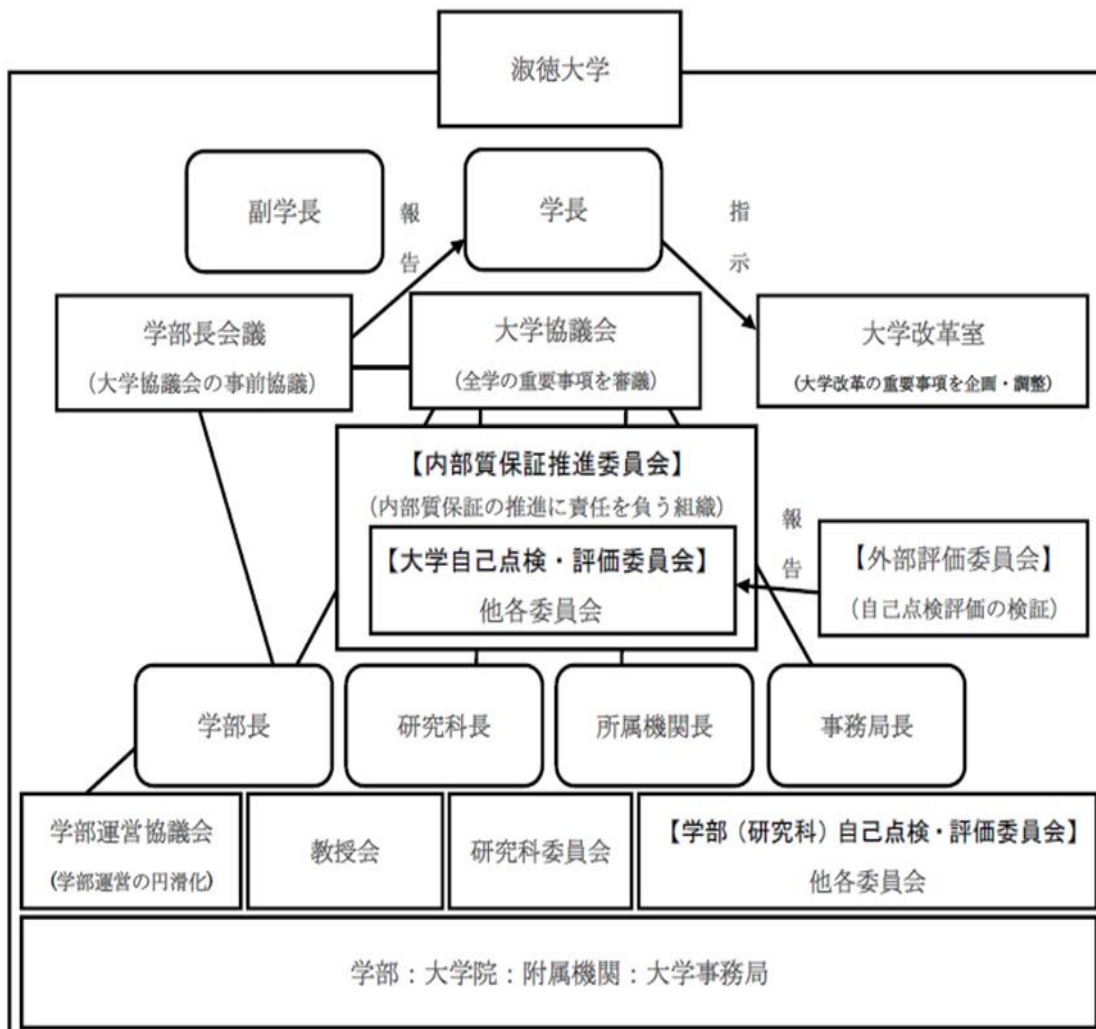 淑徳大学
副学長
報告
学長
指示
学部長会議
(大学協議会の事前協議)
大学協議会
(全学の重要事項を審議)
大学改革室
(大学改革の重要事項を企画・調整)
【内部質保証推進委員会】
(内部質保証の推進に責任を負う組織)
【大学自己点検・評価委員会】
他各委員会
報告
【外部評価委員会】
(自己点検評価の検証)
学部長
研究科長
所属機関長
事務局長
学部運営協議会
(学部運営の円滑化)
教授会
研究科委員会
【学部(研究科)自己点検・評価委員会】
他各委員会
学部:大学院:附属機関:大学事務局